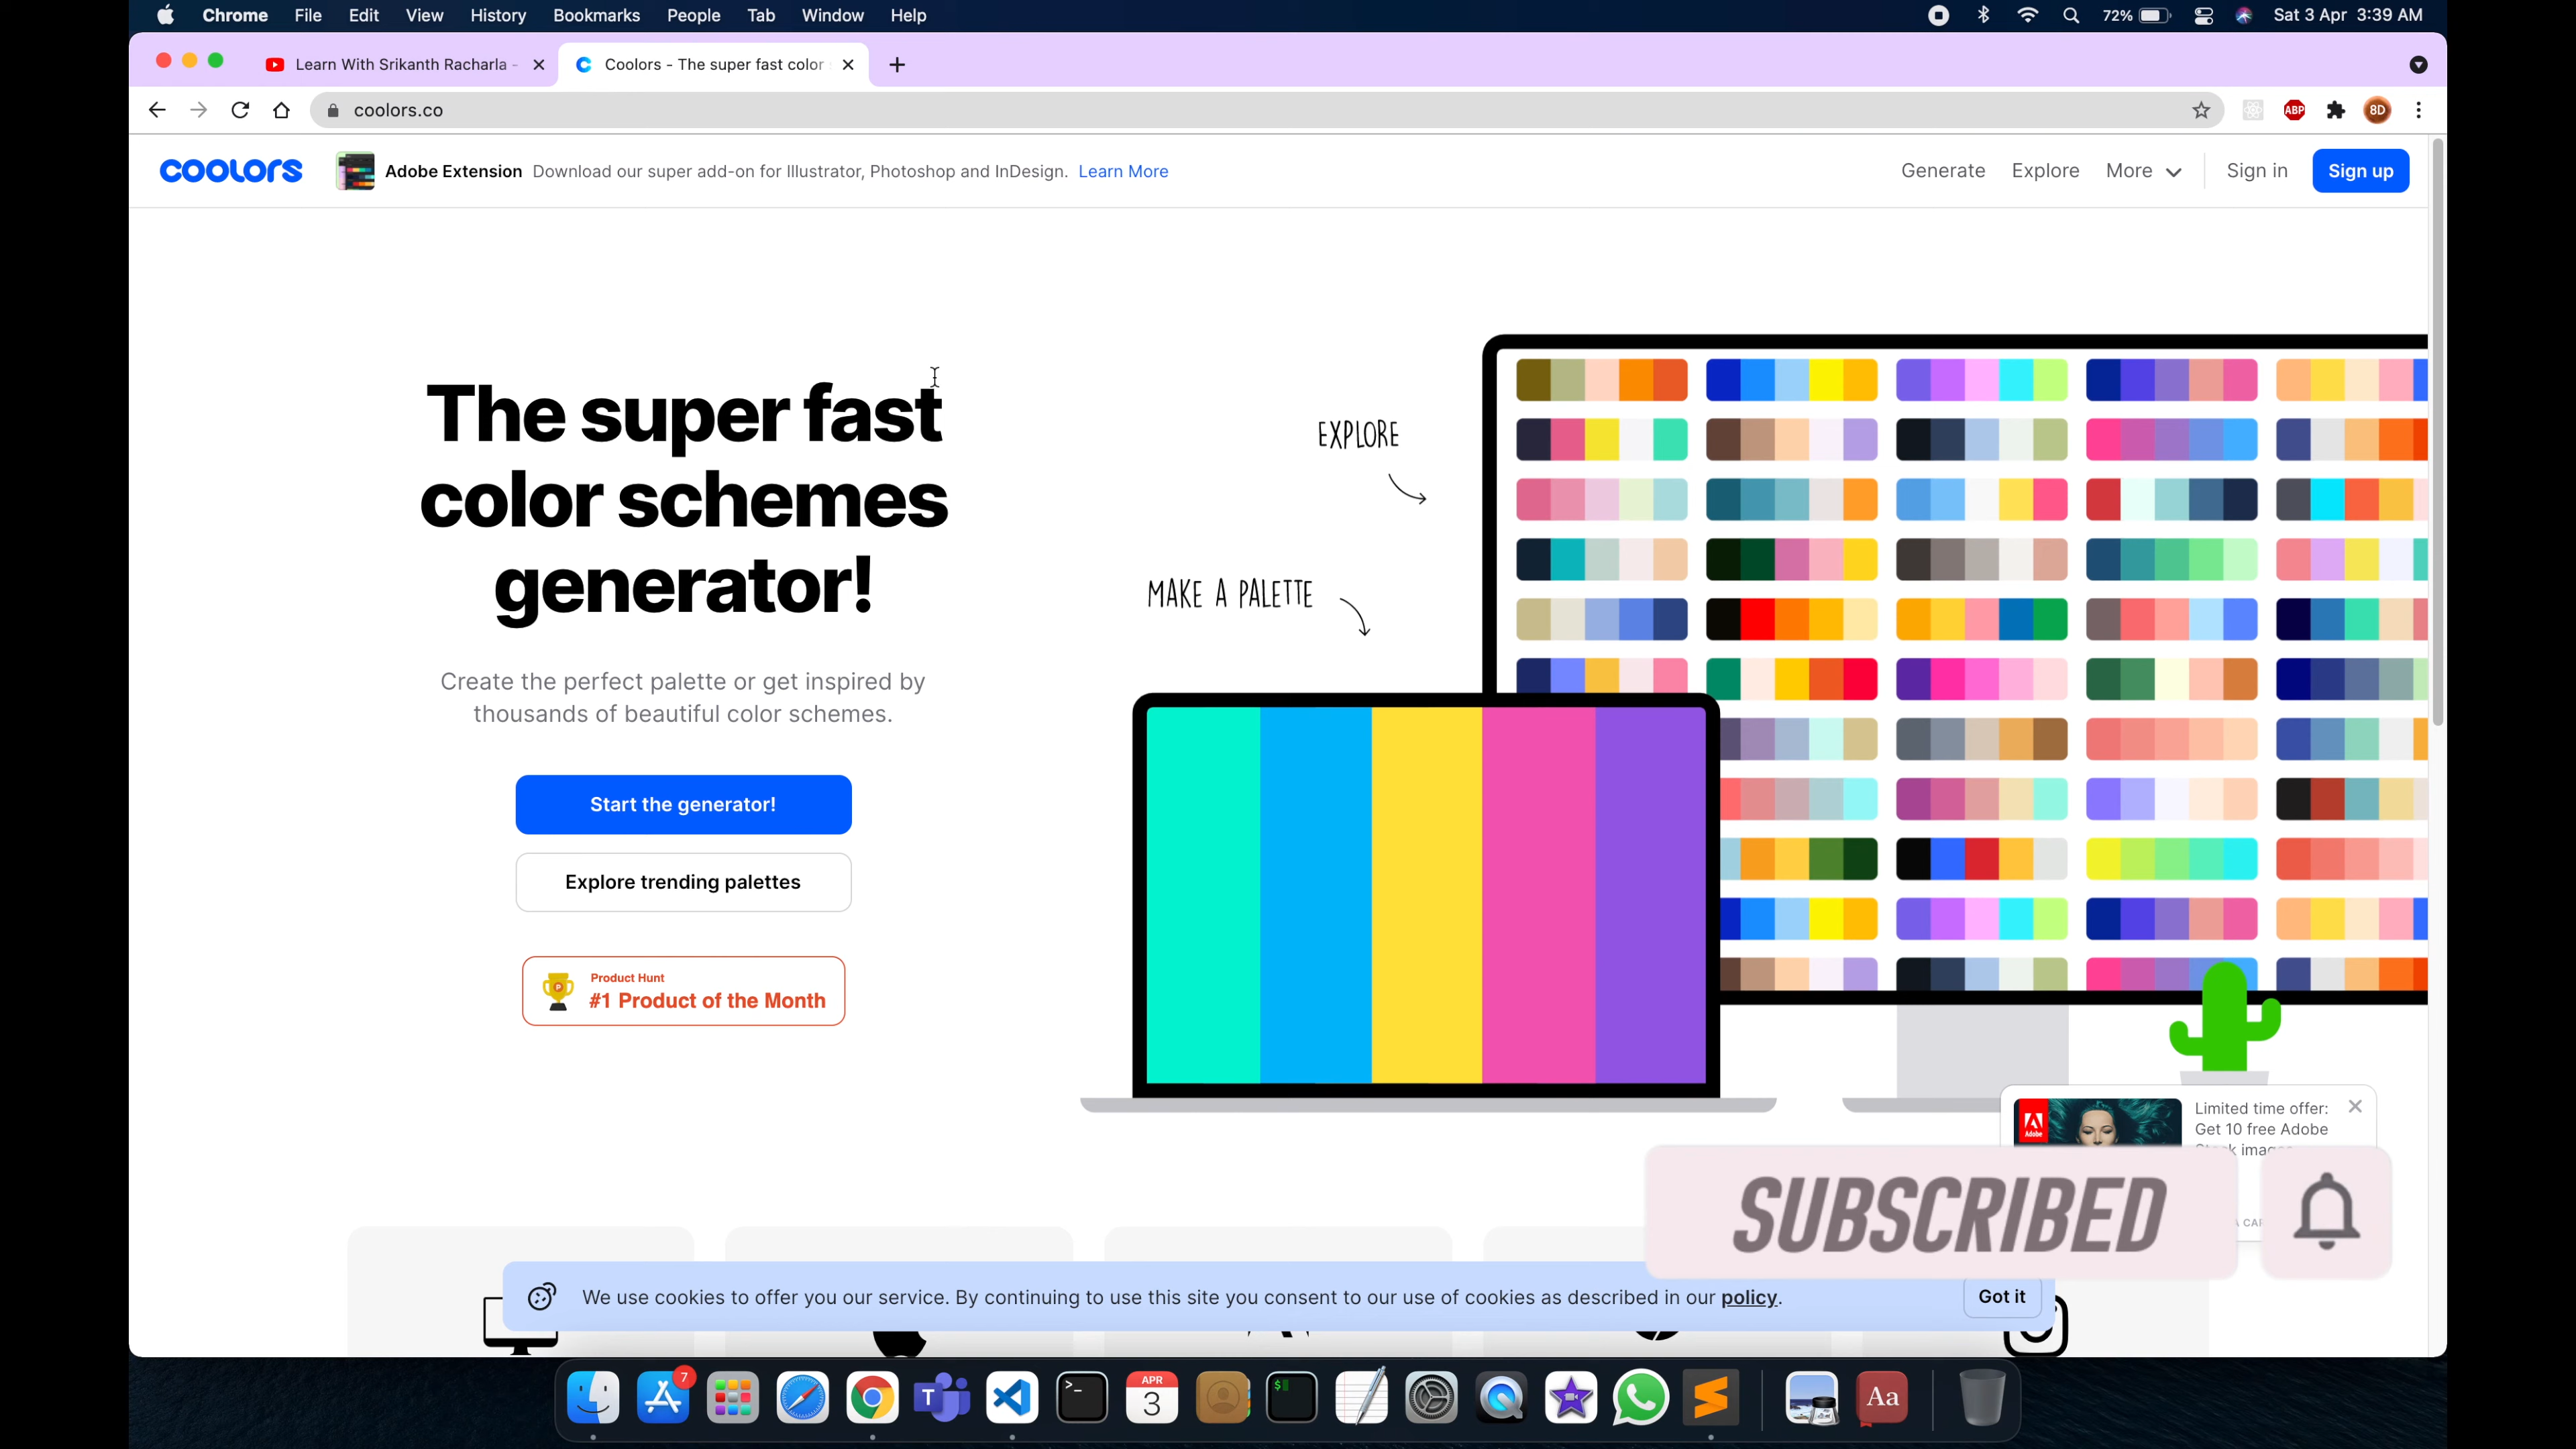 Chrome File Edit View History Bookmarks People Tab Window Help
72% Sat 3 Apr 3:39 AM
Learn With Srikanth Racharla -
Coolors - The super fast color
coolors.co
ABP
8D
coolors
Adobe Extension Download our super add-on for Illustrator, Photoshop and InDesign. Learn More
Generate Explore More Sign in Sign up
The super fast
color schemes
generator!
EXPLORE
MAKE A PALETTE
Create the perfect palette or get inspired by
thousands of beautiful color schemes.
Start the generator!
Explore trending palettes
Product Hunt
#1 Product of the Month
Adobe
Limited time offer:
Get 10 free Adobe
SUBSCRIBED
We use cookies to offer you our service. By continuing to use this site you consent to our use of cookies as described in our policy.
Got it
7
T
APR
3
Aa